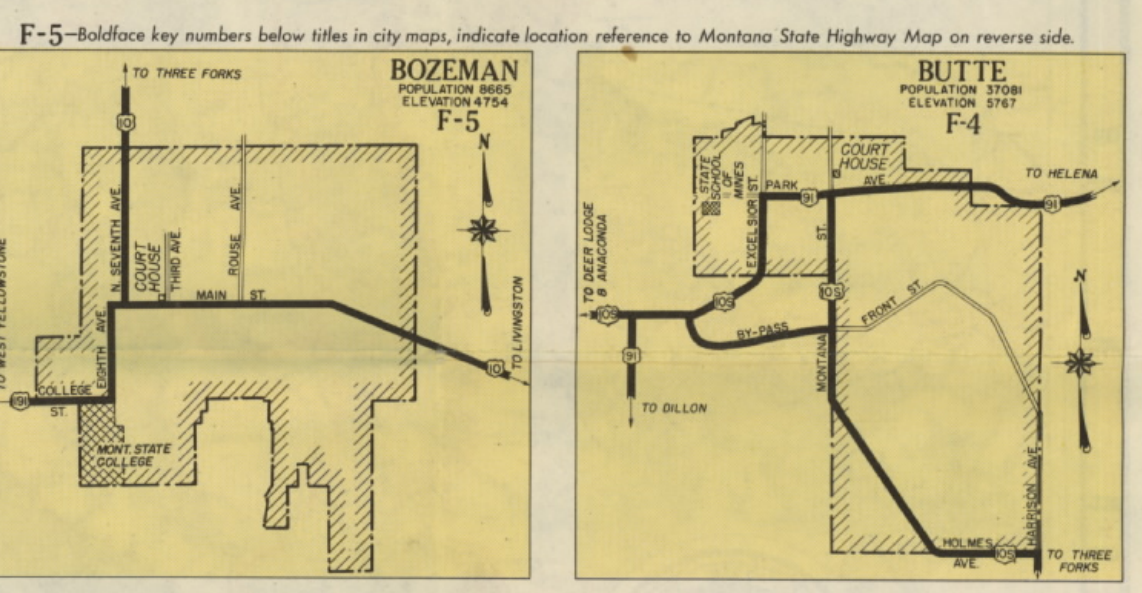 F-5—Boldface key numbers below titles in city maps, indicate location reference to Montana State Highway Map on reverse side.
BOZEMAN
POPULATION 8665
ELEVATION 4754
F-5
N
TO THREE FORKS
10
N. SEVENTH AVE.
COURT
HOUSE
THIRD AVE.
ROUSE AVE.
MAIN ST.
EIGHTH AVE
COLLEGE
ST.
191
TO WEST YELLOWSTONE
MONT. STATE
COLLEGE
10
TO LIVINGSTON
BUTTE
POPULATION 37081
ELEVATION 5767
F-4
STATE
SCHOOL
OF
MINES
EXCELSIOR ST.
PARK AVE.
91
COURT
HOUSE
TO HELENA
91
TO DEER LODGE
& ANACONDA
10S
10S
10S
91
TO DILLON
BY-PASS
FRONT ST.
MONTANA ST.
N
HARRISON AVE.
HOLMES
AVE.
10S
TO THREE
FORKS